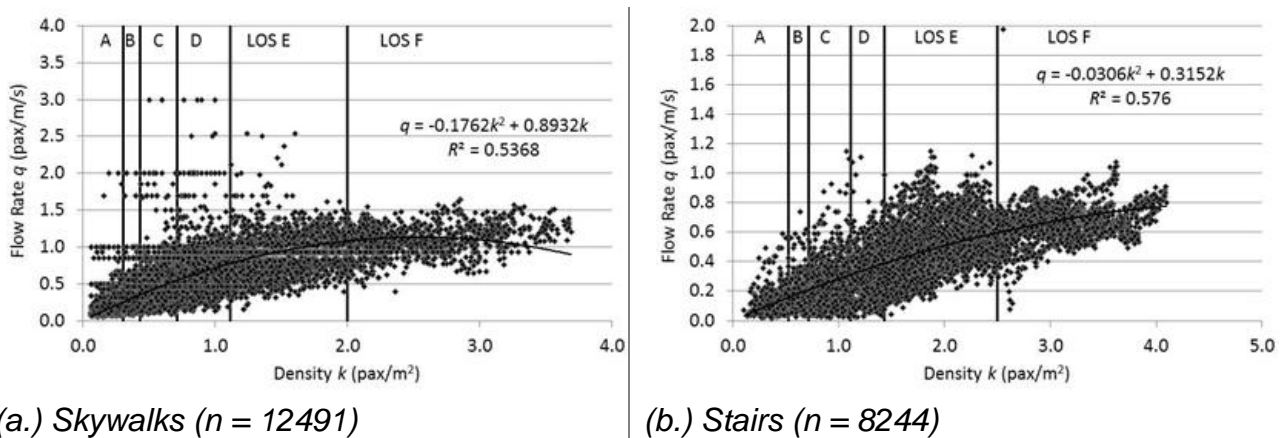 4.0
3.5
3.0
2.5
2.0
1.5
1.0
0.5
0.0
Flow Rate q (pax/m/s)
A B C D LOS E LOS F
q = -0.1762k² + 0.8932k
R² = 0.5368
0.0 1.0 2.0 3.0 4.0
Density k (pax/m²)
(a.) Skywalks (n = 12491)
2.0
1.8
1.6
1.4
1.2
1.0
0.8
0.6
0.4
0.2
0.0
Flow Rate q (pax/m/s)
A B C D LOS E LOS F
q = -0.0306k² + 0.3152k
R² = 0.576
0.0 1.0 2.0 3.0 4.0 5.0
Density k (pax/m²)
(b.) Stairs (n = 8244)